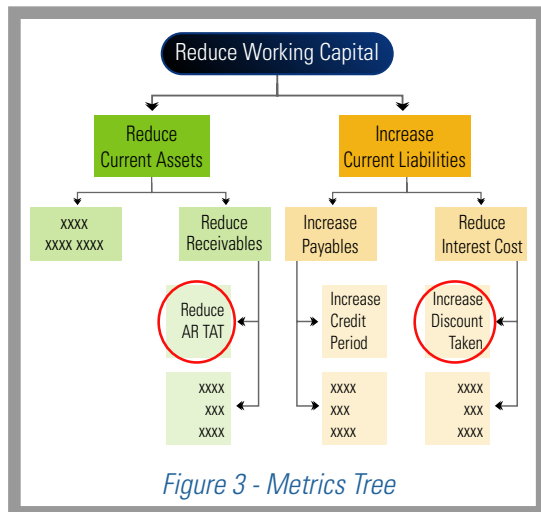 Reduce Working Capital
Reduce
Current Assets
Increase
Current Liabilities
xxxx
xxxx xxxx
Reduce
Receivables
Increase
Payables
Reduce
Interest Cost
Reduce
AR TAT
Increase
Credit
Period
Increase
Discount
Taken
xxxx
xxx
xxxx
xxxx
xxx
xxxx
xxxx
xxx
xxxx
Figure 3 - Metrics Tree